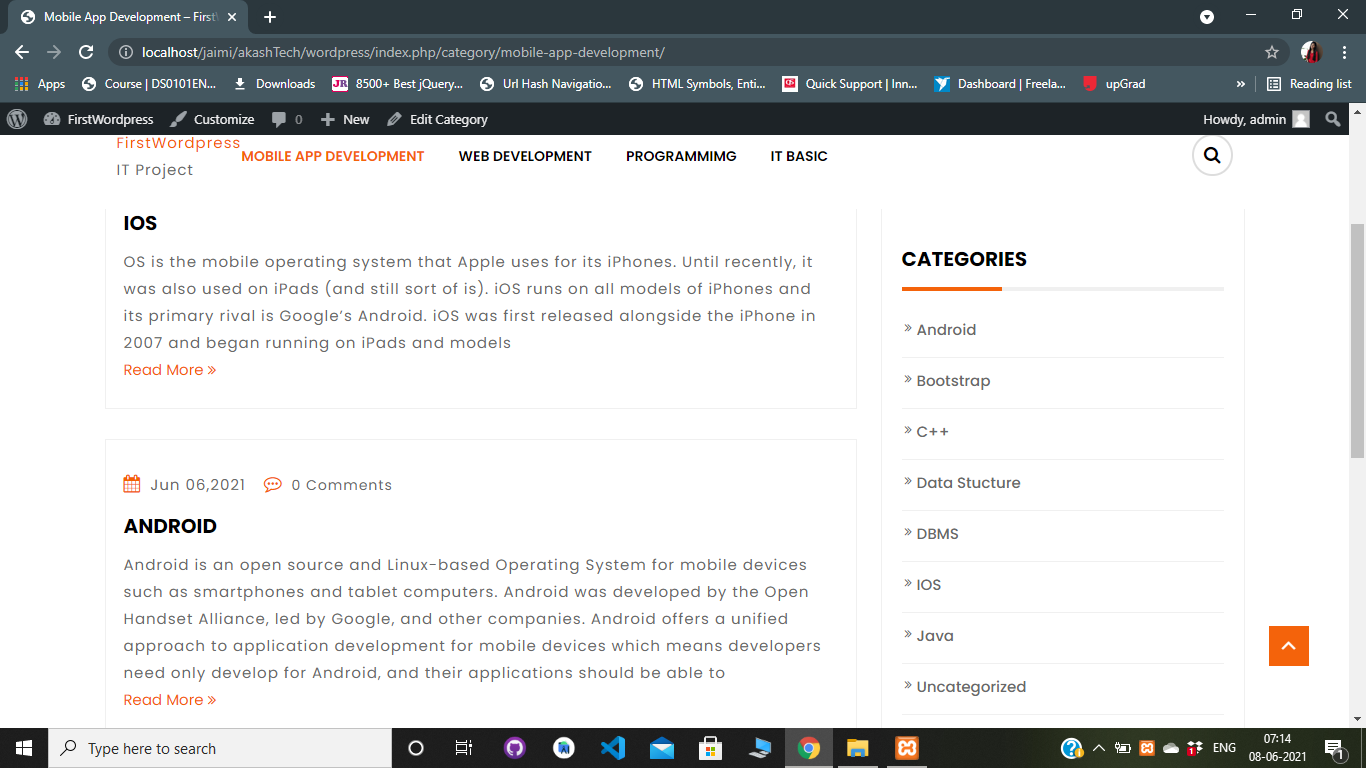 Mobile App Development – First
localhost/jaimi/akashTech/wordpress/index.php/category/mobile-app-development/
Apps Course | DS0101EN... Downloads JR 8500+ Best jQuery... Url Hash Navigatio... HTML Symbols, Enti... Quick Support | Inn... Dashboard | Freela... upGrad » Reading list
FirstWordpress Customize 0 New Edit Category Howdy, admin
FirstWordpress
IT Project
MOBILE APP DEVELOPMENT WEB DEVELOPMENT PROGRAMMIMG IT BASIC
IOS
OS is the mobile operating system that Apple uses for its iPhones. Until recently, it
was also used on iPads (and still sort of is). iOS runs on all models of iPhones and
its primary rival is Google’s Android. iOS was first released alongside the iPhone in
2007 and began running on iPads and models
Read More »
Jun 06,2021 0 Comments
ANDROID
Android is an open source and Linux-based Operating System for mobile devices
such as smartphones and tablet computers. Android was developed by the Open
Handset Alliance, led by Google, and other companies. Android offers a unified
approach to application development for mobile devices which means developers
need only develop for Android, and their applications should be able to
Read More »
CATEGORIES
» Android
» Bootstrap
» C++
» Data Stucture
» DBMS
» IOS
» Java
» Uncategorized
Type here to search
ENG
07:14
08-06-2021
1